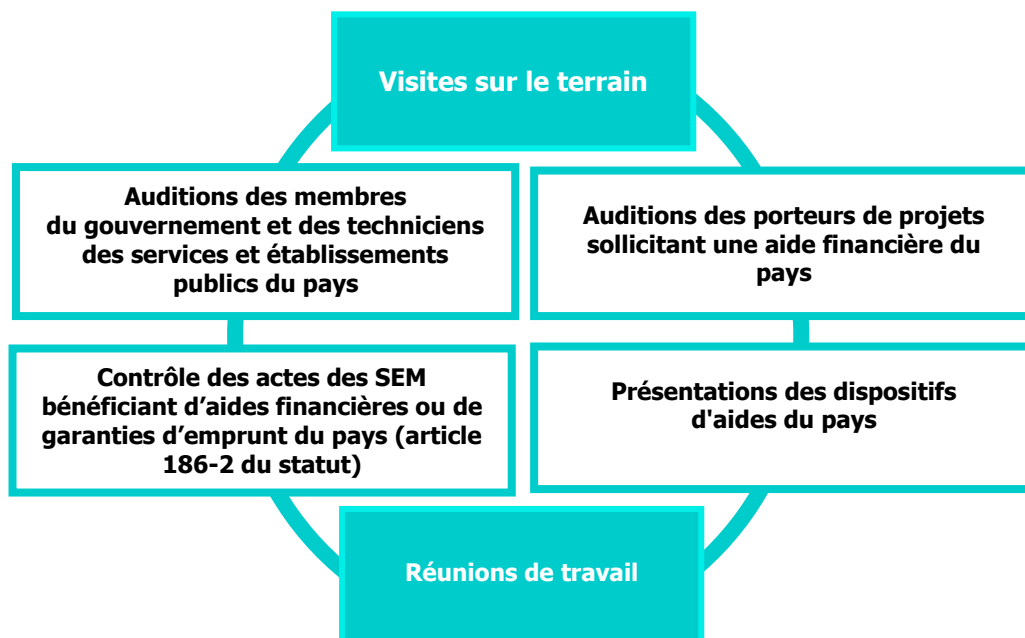 Visites sur le terrain
Auditions des membres
du gouvernement et des techniciens
des services et établissements
publics du pays
Auditions des porteurs de projets
sollicitant une aide financière du
pays
Contrôle des actes des SEM
bénéficiant d’aides financières ou de
garanties d’emprunt du pays (article
186-2 du statut)
Présentations des dispositifs
d'aides du pays
Réunions de travail